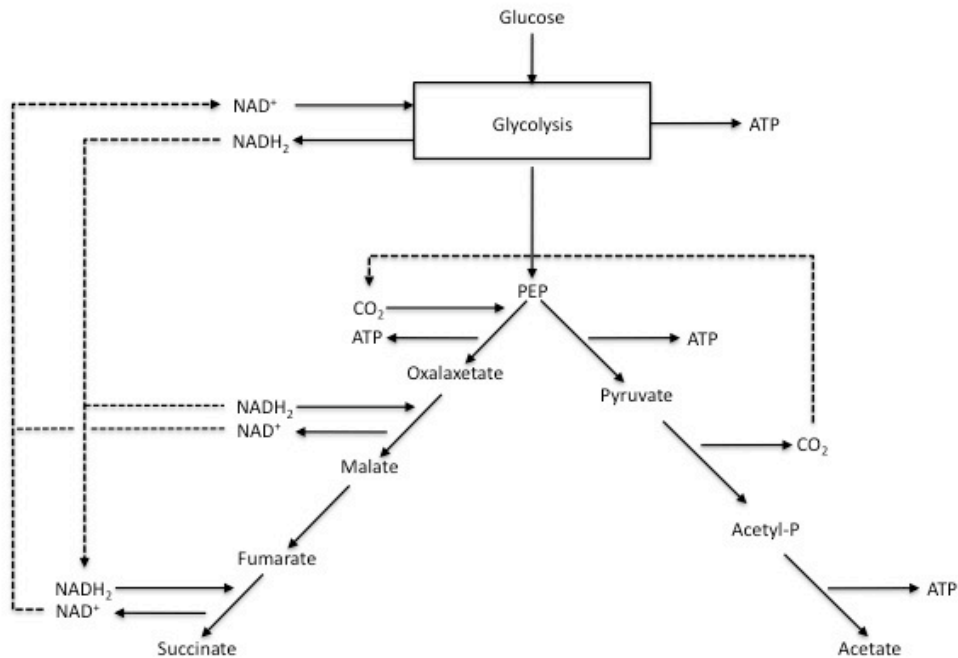 Glucose
NAD⁺
Glycolysis
ATP
NADH₂
PEP
CO₂
ATP
ATP
Oxalaxetate
Pyruvate
NADH₂
NAD⁺
CO₂
Malate
Acetyl-P
Fumarate
NADH₂
ATP
NAD⁺
Succinate
Acetate